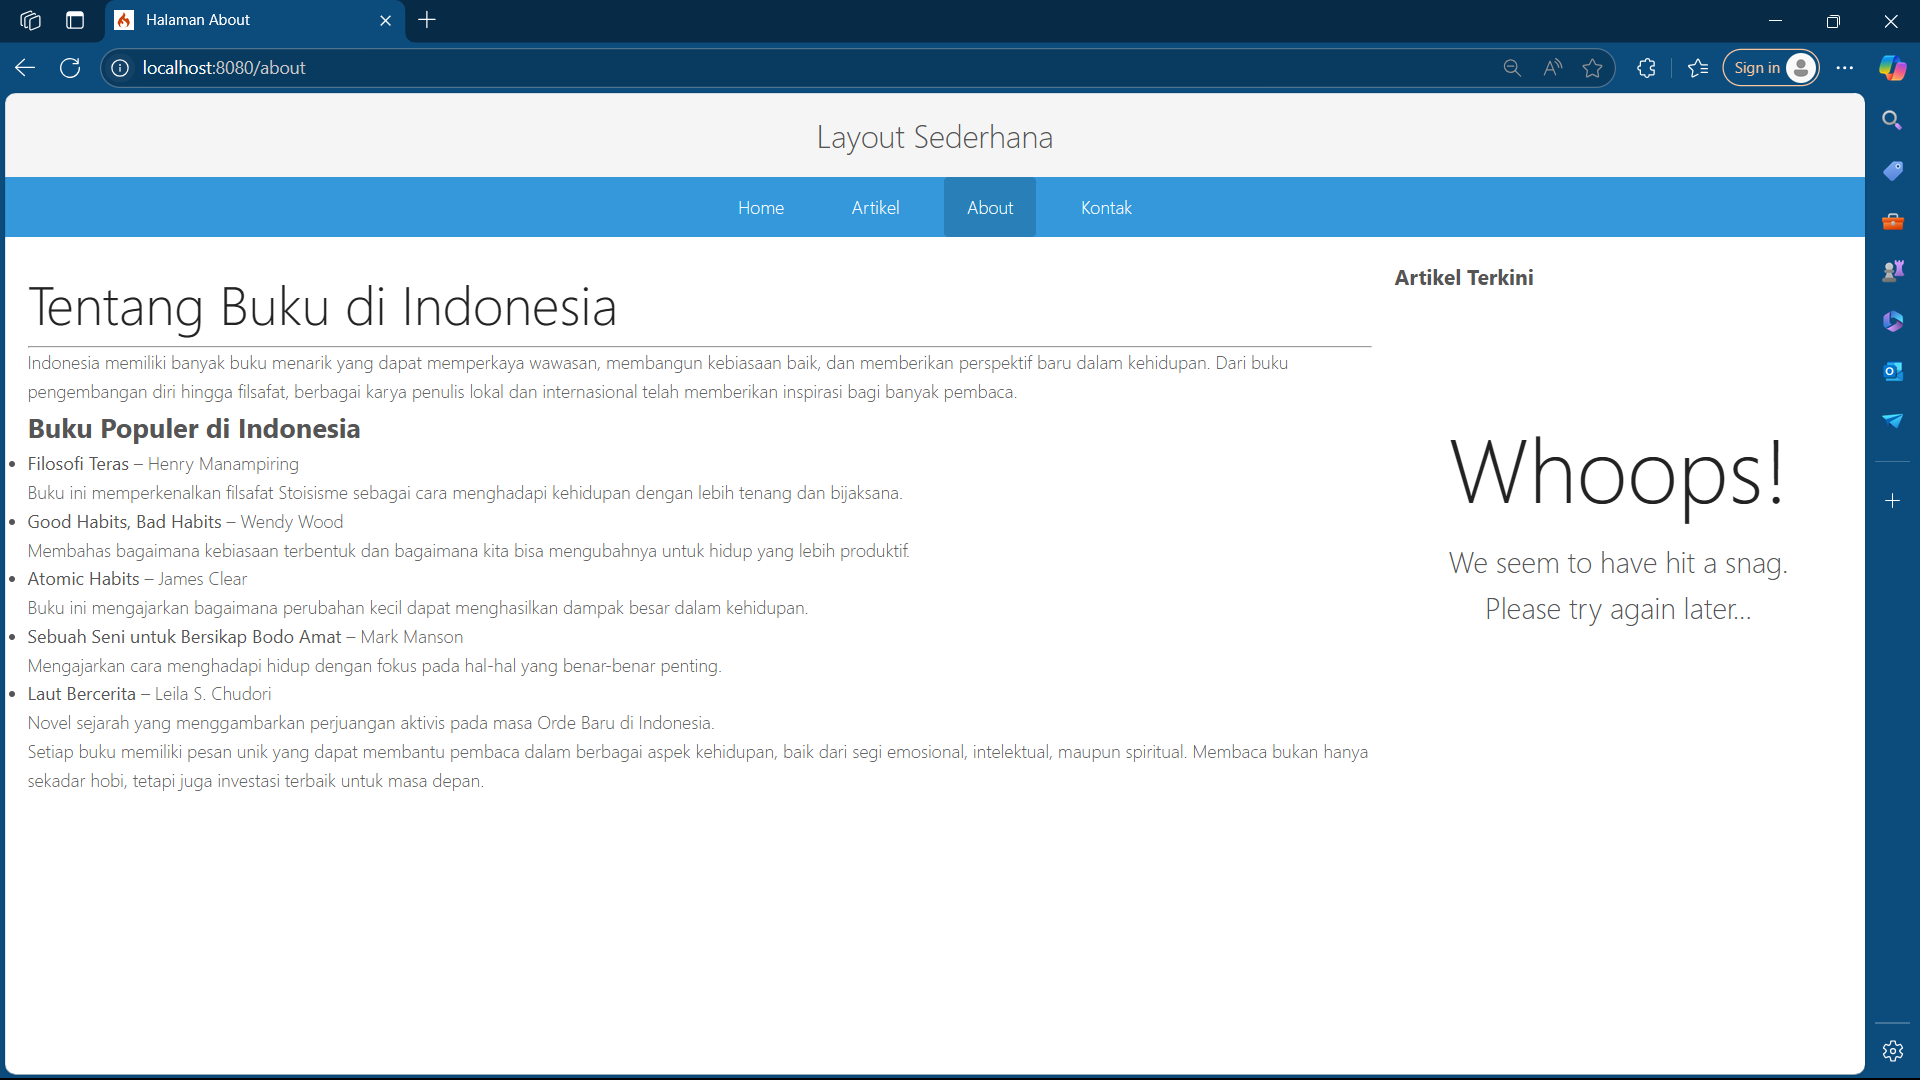 Halaman About
localhost:8080/about
Sign in
Layout Sederhana
Home
Artikel
About
Kontak
Tentang Buku di Indonesia
Indonesia memiliki banyak buku menarik yang dapat memperkaya wawasan, membangun kebiasaan baik, dan memberikan perspektif baru dalam kehidupan. Dari buku
pengembangan diri hingga filsafat, berbagai karya penulis lokal dan internasional telah memberikan inspirasi bagi banyak pembaca.
Buku Populer di Indonesia
• Filosofi Teras – Henry Manampiring
Buku ini memperkenalkan filsafat Stoisisme sebagai cara menghadapi kehidupan dengan lebih tenang dan bijaksana.
• Good Habits, Bad Habits – Wendy Wood
Membahas bagaimana kebiasaan terbentuk dan bagaimana kita bisa mengubahnya untuk hidup yang lebih produktif.
• Atomic Habits – James Clear
Buku ini mengajarkan bagaimana perubahan kecil dapat menghasilkan dampak besar dalam kehidupan.
• Sebuah Seni untuk Bersikap Bodo Amat – Mark Manson
Mengajarkan cara menghadapi hidup dengan fokus pada hal-hal yang benar-benar penting.
• Laut Bercerita – Leila S. Chudori
Novel sejarah yang menggambarkan perjuangan aktivis pada masa Orde Baru di Indonesia.
Setiap buku memiliki pesan unik yang dapat membantu pembaca dalam berbagai aspek kehidupan, baik dari segi emosional, intelektual, maupun spiritual. Membaca bukan hanya
sekadar hobi, tetapi juga investasi terbaik untuk masa depan.
Artikel Terkini
Whoops!
We seem to have hit a snag.
Please try again later...